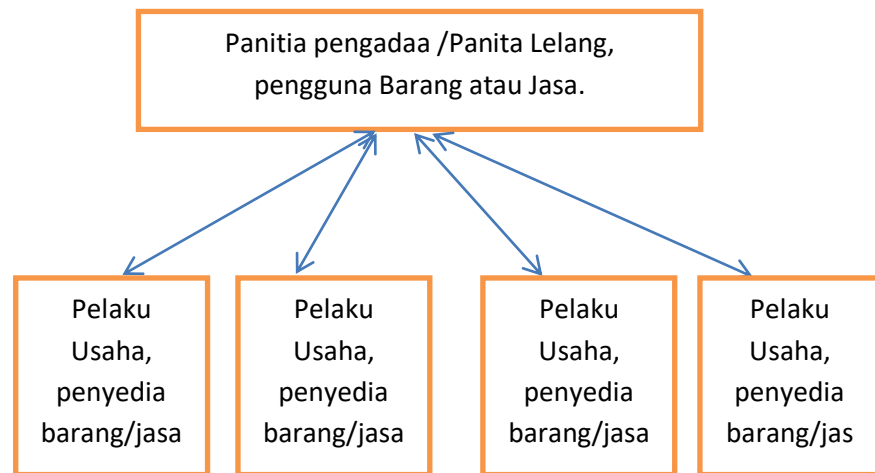 Panitia pengadaa /Panita Lelang,
pengguna Barang atau Jasa.
Pelaku
Usaha,
penyedia
barang/jasa
Pelaku
Usaha,
penyedia
barang/jasa
Pelaku
Usaha,
penyedia
barang/jasa
Pelaku
Usaha,
penyedia
barang/jas